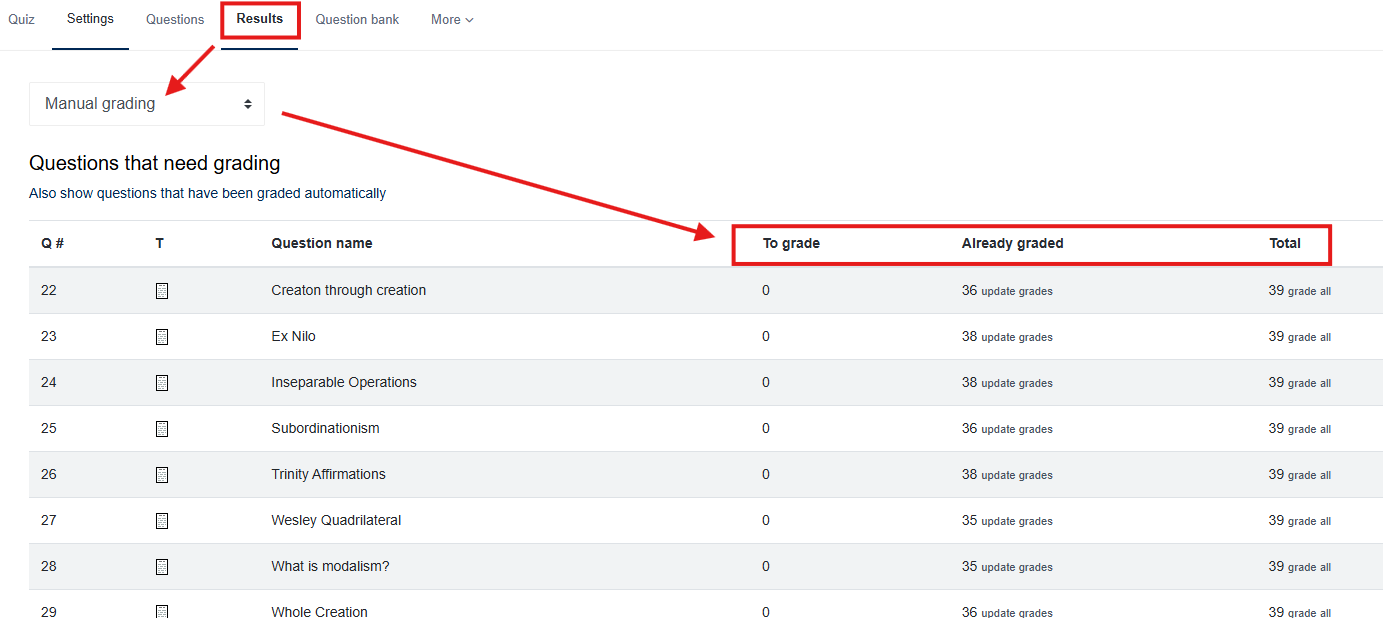 Quiz Settings Questions Results Question bank More
Manual grading
Questions that need grading
Also show questions that have been graded automatically
Q # T Question name To grade Already graded Total
22 Creaton through creation 0 36 update grades 39 grade all
23 Ex Nilo 0 38 update grades 39 grade all
24 Inseparable Operations 0 38 update grades 39 grade all
25 Subordinationism 0 36 update grades 39 grade all
26 Trinity Affirmations 0 38 update grades 39 grade all
27 Wesley Quadrilateral 0 35 update grades 39 grade all
28 What is modalism? 0 35 update grades 39 grade all
29 Whole Creation 0 36 update grades 39 grade all